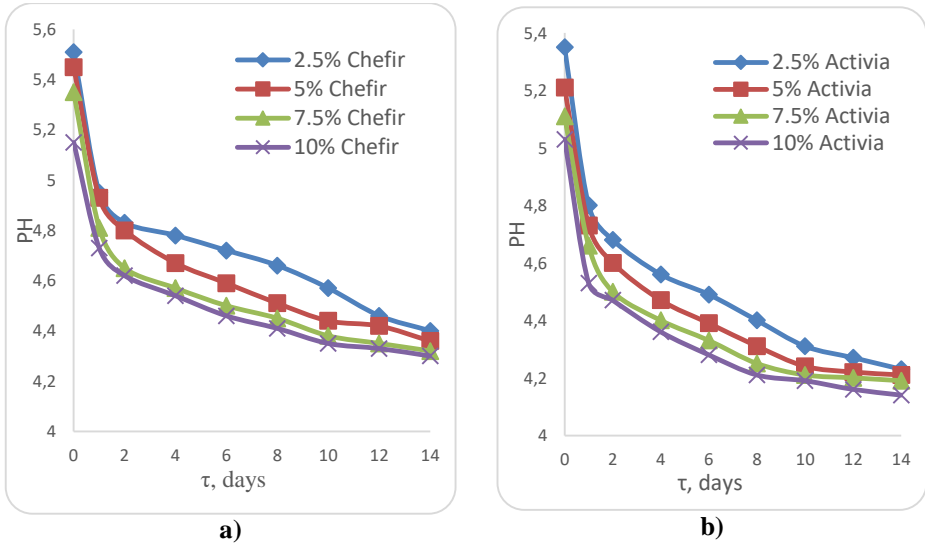 5,6
5,4
5,2
5
4,8
4,6
4,4
4,2
4
PH
2.5% Chefir
5% Chefir
7.5% Chefir
10% Chefir
0 2 4 6 8 10 12 14
τ, days
a)
5,4
5,2
5
4,8
4,6
4,4
4,2
4
PH
2.5% Activia
5% Activia
7.5% Activia
10% Activia
0 2 4 6 8 10 12 14
τ, days
b)